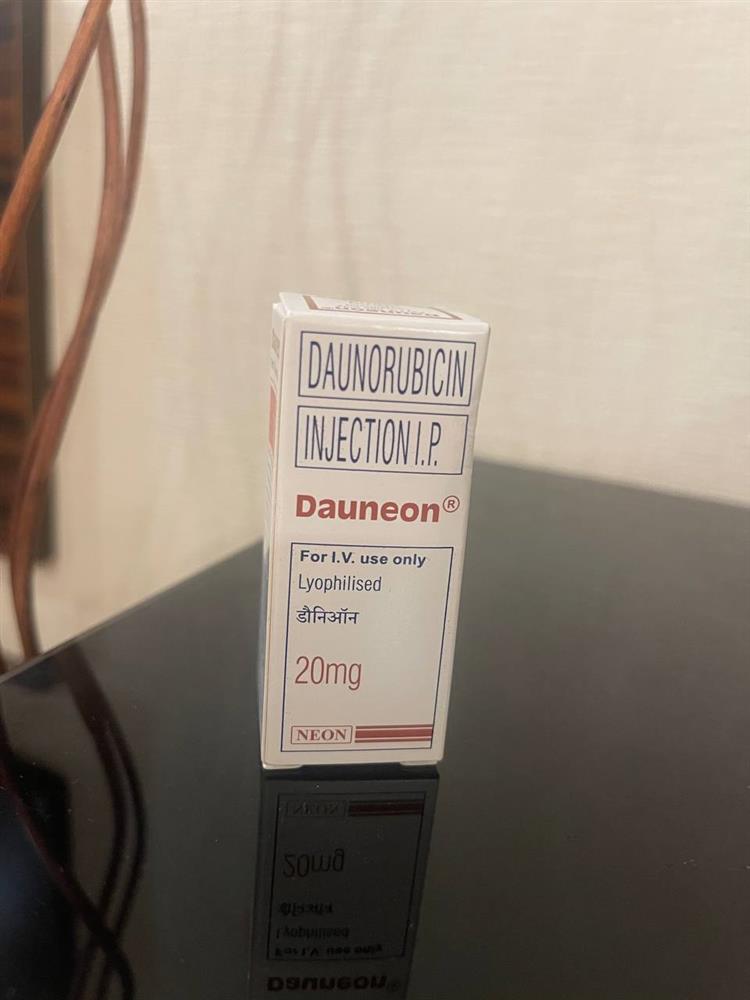 DAUNORUBICIN
INJECTION I.P.
Dauneon®
For I.V. use only
Lyophilised
डौनिऑन
20mg
NEON